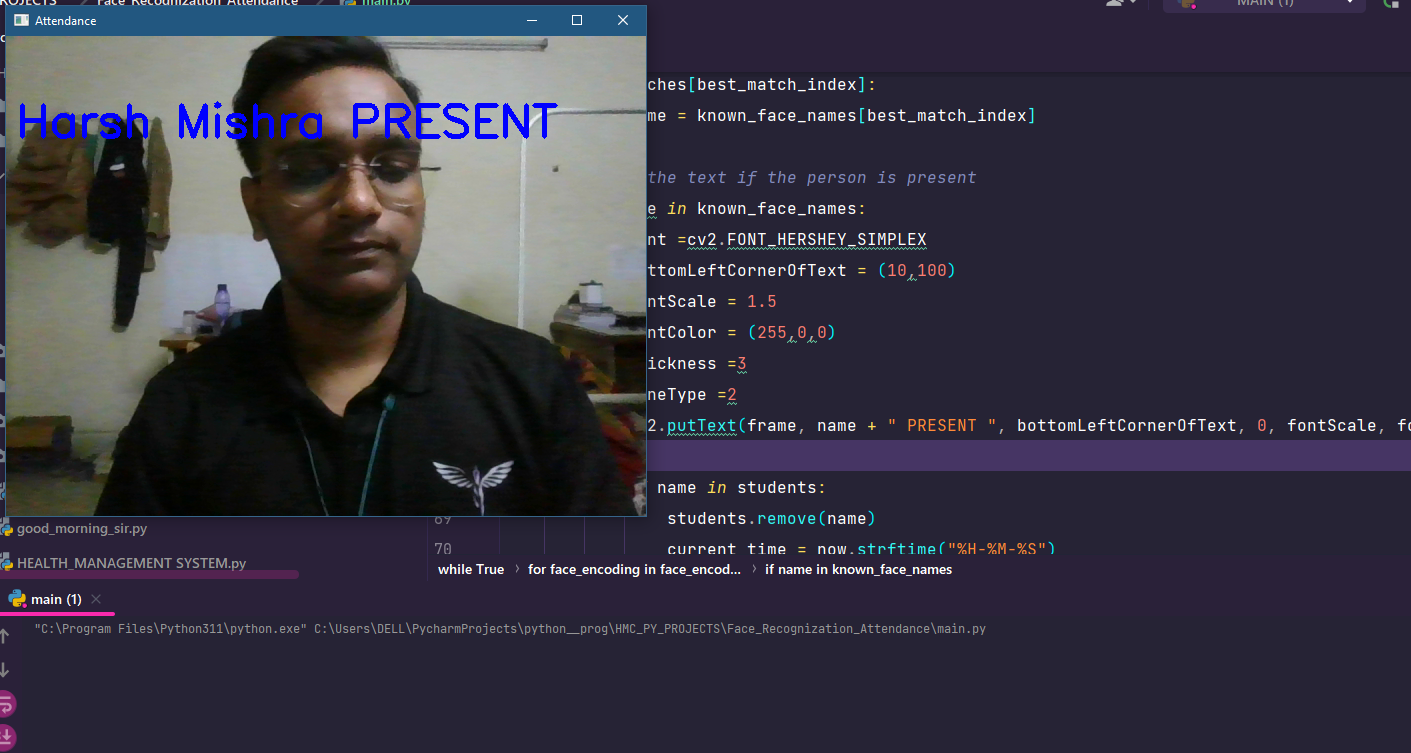 Face_Recognization_Attendance main.py
MAIN (1)
Attendance
Harsh Mishra PRESENT
ches[best_match_index]:
me = known_face_names[best_match_index]
the text if the person is present
e in known_face_names:
nt =cv2.FONT_HERSHEY_SIMPLEX
ttomLeftCornerOfText = (10,100)
ntScale = 1.5
ntColor = (255,0,0)
ickness =3
neType =2
2.putText(frame, name + " PRESENT ", bottomLeftCornerOfText, 0, fontScale, fo
name in students:
69 students.remove(name)
70 current_time = now.strftime("%H-%M-%S")
good_morning_sir.py
HEALTH_MANAGEMENT SYSTEM.py
while True › for face_encoding in face_encod... › if name in known_face_names
main (1)
"C:\Program Files\Python311\python.exe" C:\Users\DELL\PycharmProjects\python__prog\HMC_PY_PROJECTS\Face_Recognization_Attendance\main.py